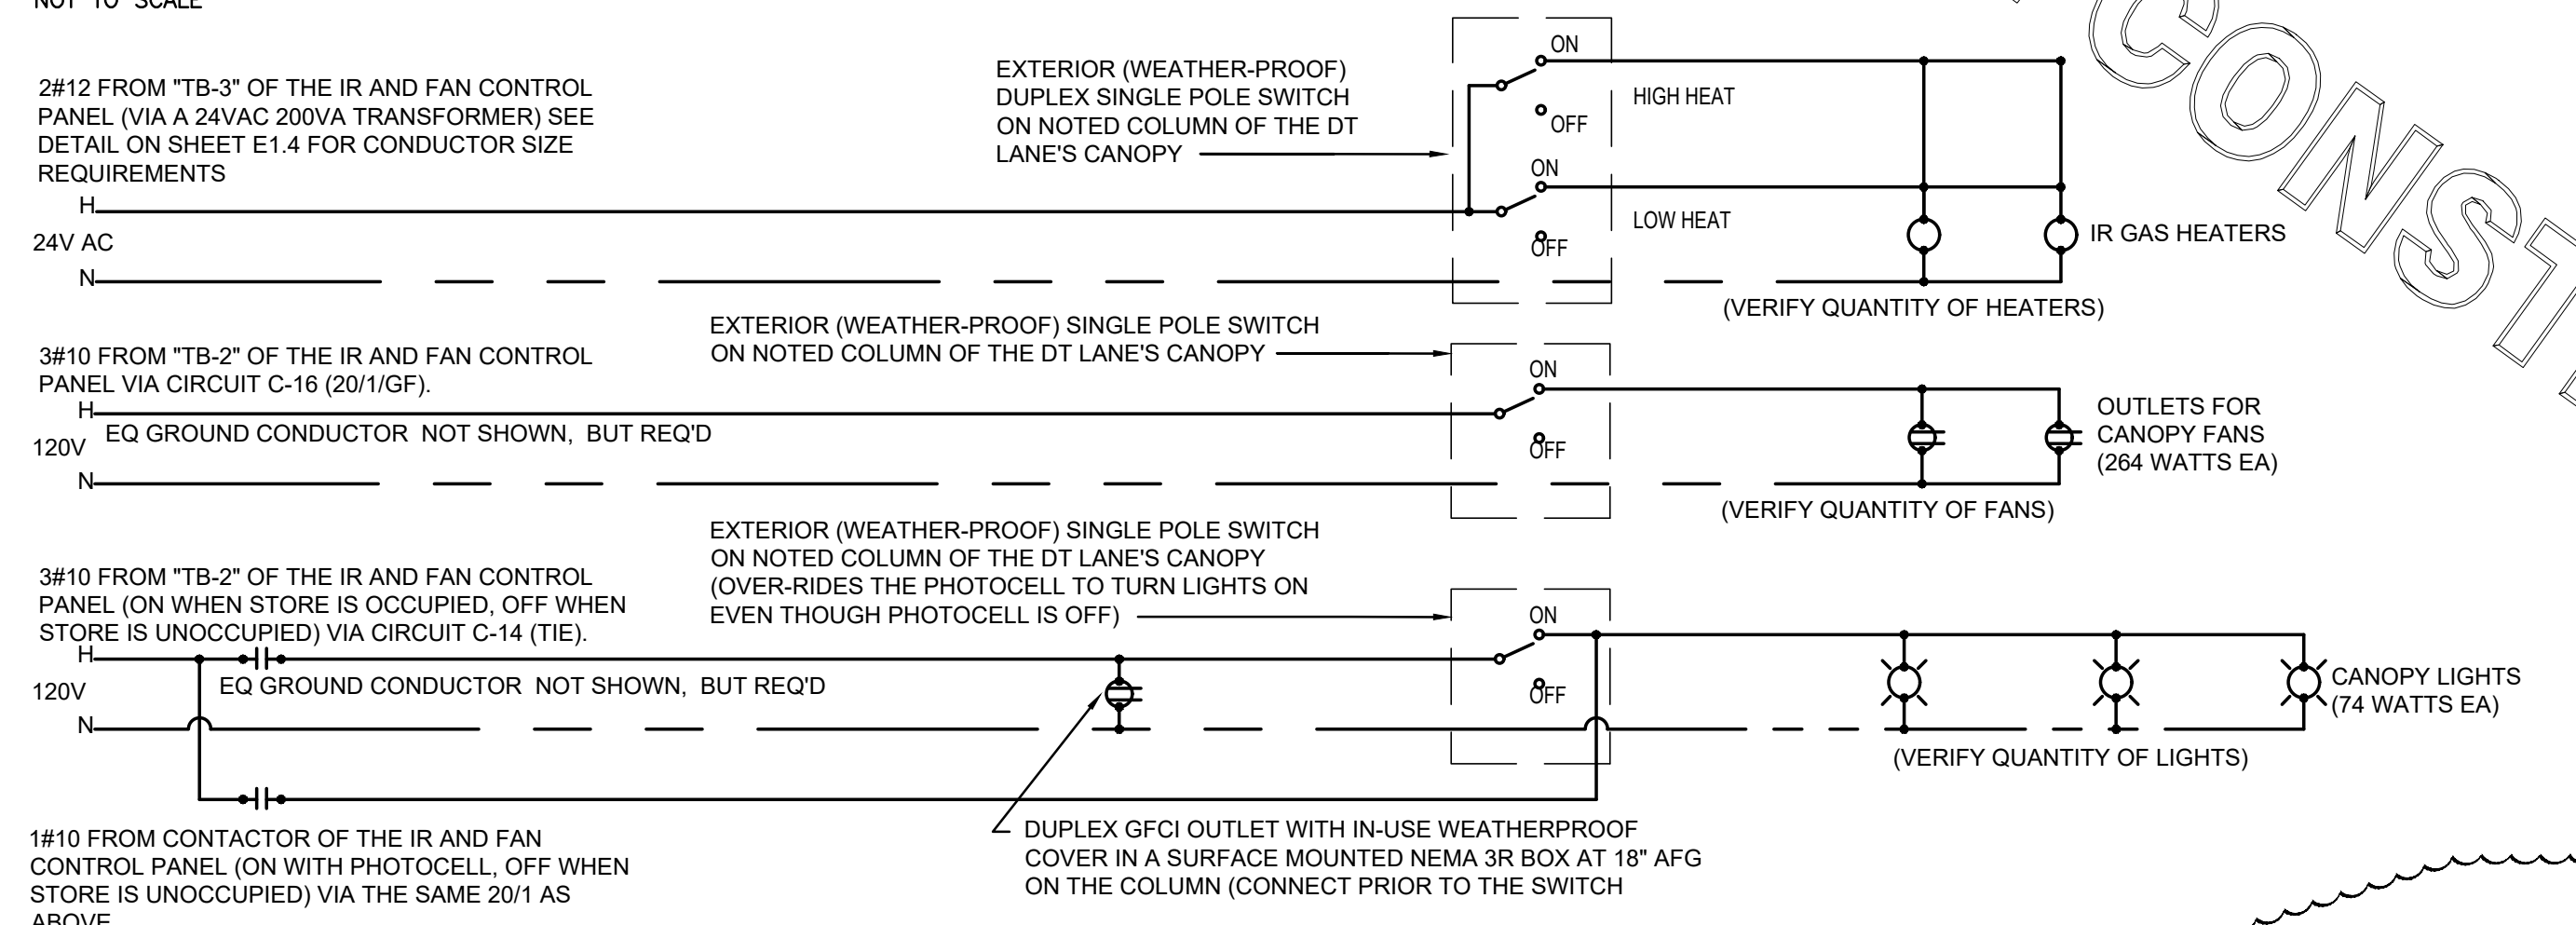 NOT TO SCALE
2#12 FROM "TB-3" OF THE IR AND FAN CONTROL
PANEL (VIA A 24VAC 200VA TRANSFORMER) SEE
DETAIL ON SHEET E1.4 FOR CONDUCTOR SIZE
REQUIREMENTS
H
24V AC
N
EXTERIOR (WEATHER-PROOF)
DUPLEX SINGLE POLE SWITCH
ON NOTED COLUMN OF THE DT
LANE'S CANOPY
ON
OFF
HIGH HEAT
ON
OFF
LOW HEAT
IR GAS HEATERS
(VERIFY QUANTITY OF HEATERS)
CONST
3#10 FROM "TB-2" OF THE IR AND FAN CONTROL
PANEL VIA CIRCUIT C-16 (20/1/GF).
H
EQ GROUND CONDUCTOR NOT SHOWN, BUT REQ'D
120V
N
EXTERIOR (WEATHER-PROOF) SINGLE POLE SWITCH
ON NOTED COLUMN OF THE DT LANE'S CANOPY
ON
OFF
OUTLETS FOR
CANOPY FANS
(264 WATTS EA)
(VERIFY QUANTITY OF FANS)
3#10 FROM "TB-2" OF THE IR AND FAN CONTROL
PANEL (ON WHEN STORE IS OCCUPIED, OFF WHEN
STORE IS UNOCCUPIED) VIA CIRCUIT C-14 (TIE).
H
EQ GROUND CONDUCTOR NOT SHOWN, BUT REQ'D
120V
N
EXTERIOR (WEATHER-PROOF) SINGLE POLE SWITCH
ON NOTED COLUMN OF THE DT LANE'S CANOPY
(OVER-RIDES THE PHOTOCELL TO TURN LIGHTS ON
EVEN THOUGH PHOTOCELL IS OFF)
ON
OFF
CANOPY LIGHTS
(74 WATTS EA)
(VERIFY QUANTITY OF LIGHTS)
1#10 FROM CONTACTOR OF THE IR AND FAN
CONTROL PANEL (ON WITH PHOTOCELL, OFF WHEN
STORE IS UNOCCUPIED) VIA THE SAME 20/1 AS
ABOVE
DUPLEX GFCI OUTLET WITH IN-USE WEATHERPROOF
COVER IN A SURFACE MOUNTED NEMA 3R BOX AT 18" AFG
ON THE COLUMN (CONNECT PRIOR TO THE SWITCH